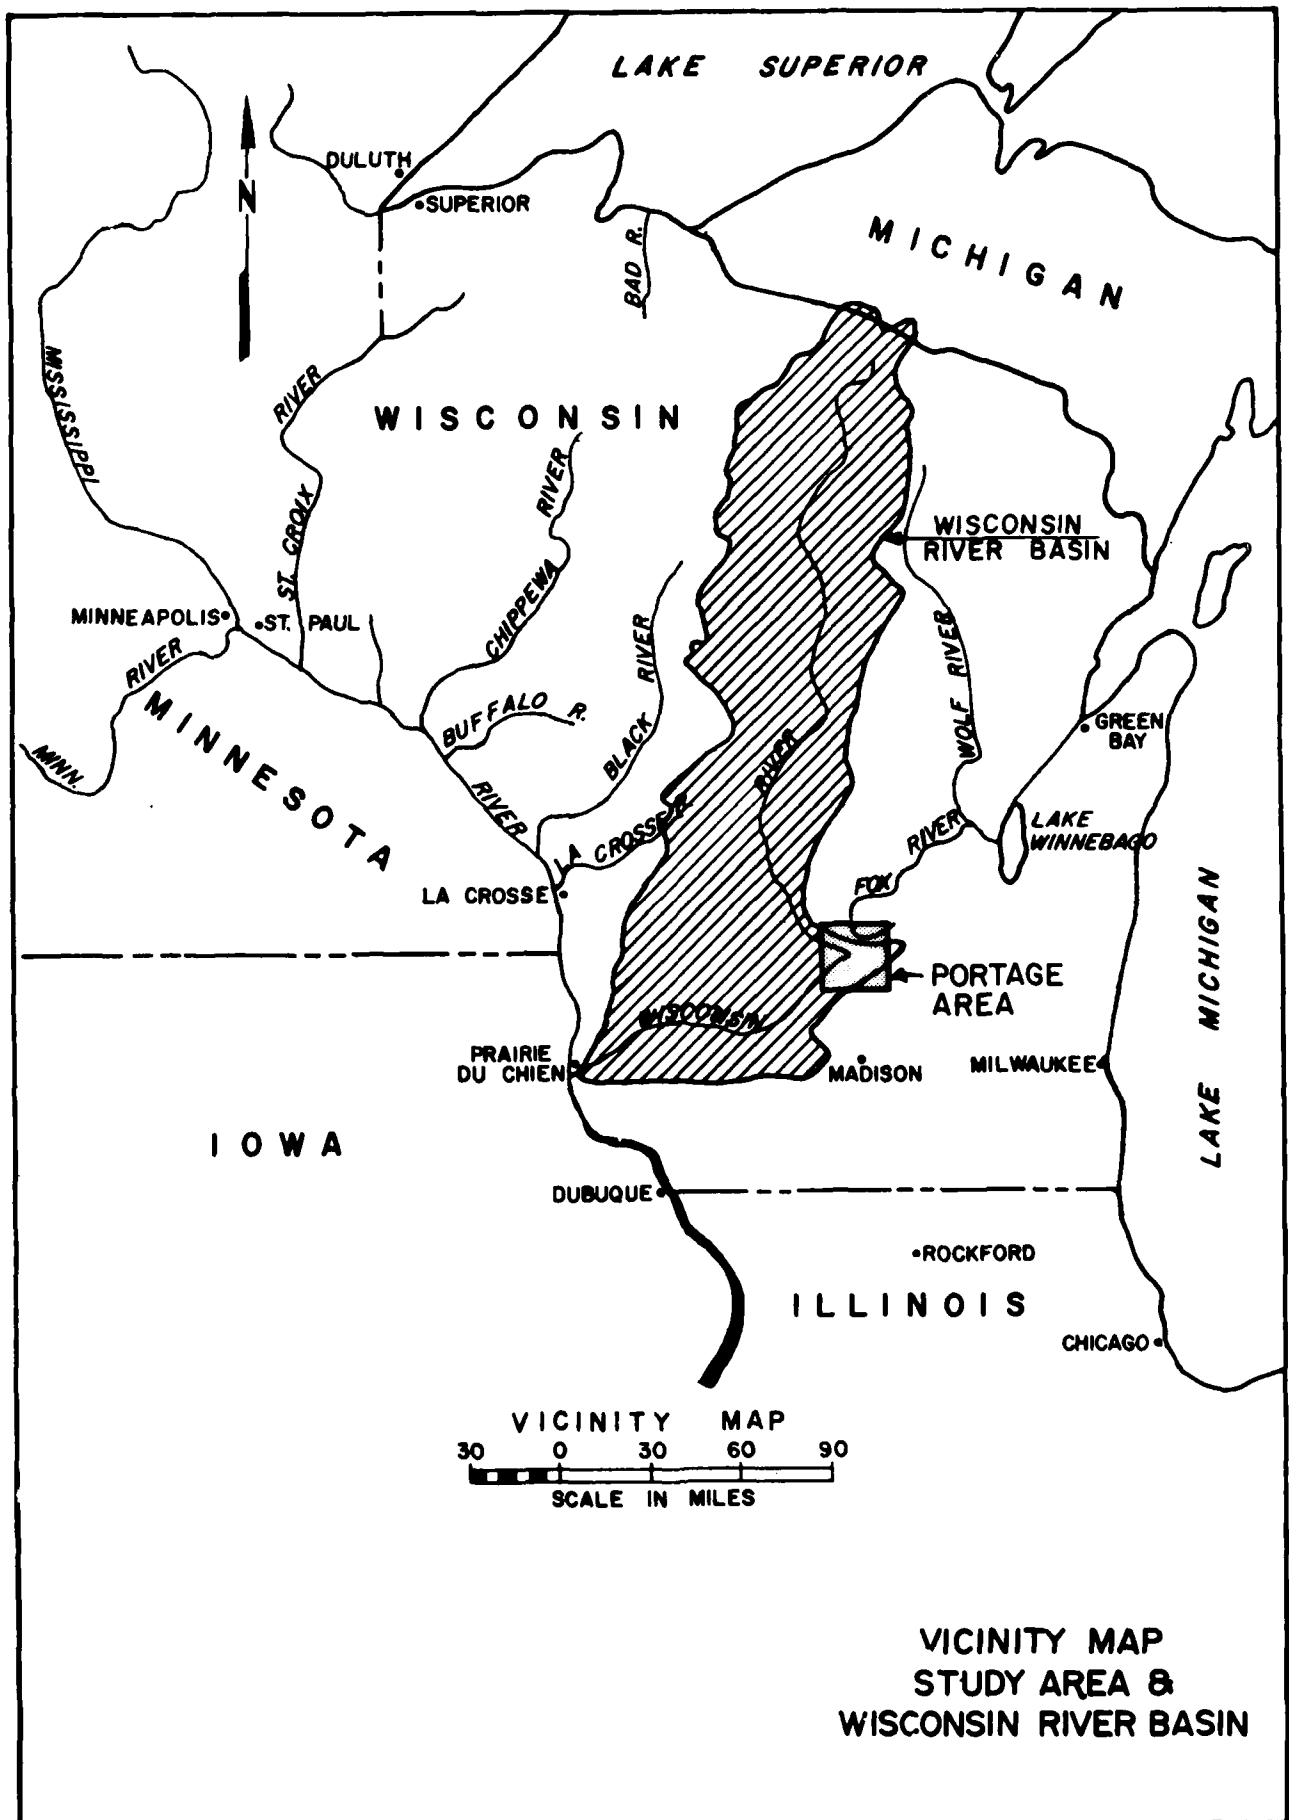 LAKE SUPERIOR
DULUTH
N
SUPERIOR
BAD R.
MICHIGAN
MISSISSIPPI
RIVER
WISCONSIN
RIVER
ST. CROIX
WISCONSIN
RIVER BASIN
CHIPPEWA
MINNEAPOLIS
ST. PAUL
RIVER
RIVER
WOLF RIVER
MINNESOTA
BUFFALO R.
BLACK
GREEN
BAY
MINN.
RIVER
RIVER
LAKE
WINNEBAGO
RIVER
LA CROSSE R.
FOX
LA CROSSE
LAKE MICHIGAN
PORTAGE
AREA
WISCONSIN
PRAIRIE
DU CHIEN
MADISON
MILWAUKEE
IOWA
DUBUQUE
ROCKFORD
ILLINOIS
CHICAGO
VICINITY MAP
30 0 30 60 90
SCALE IN MILES
VICINITY MAP
STUDY AREA &
WISCONSIN RIVER BASIN